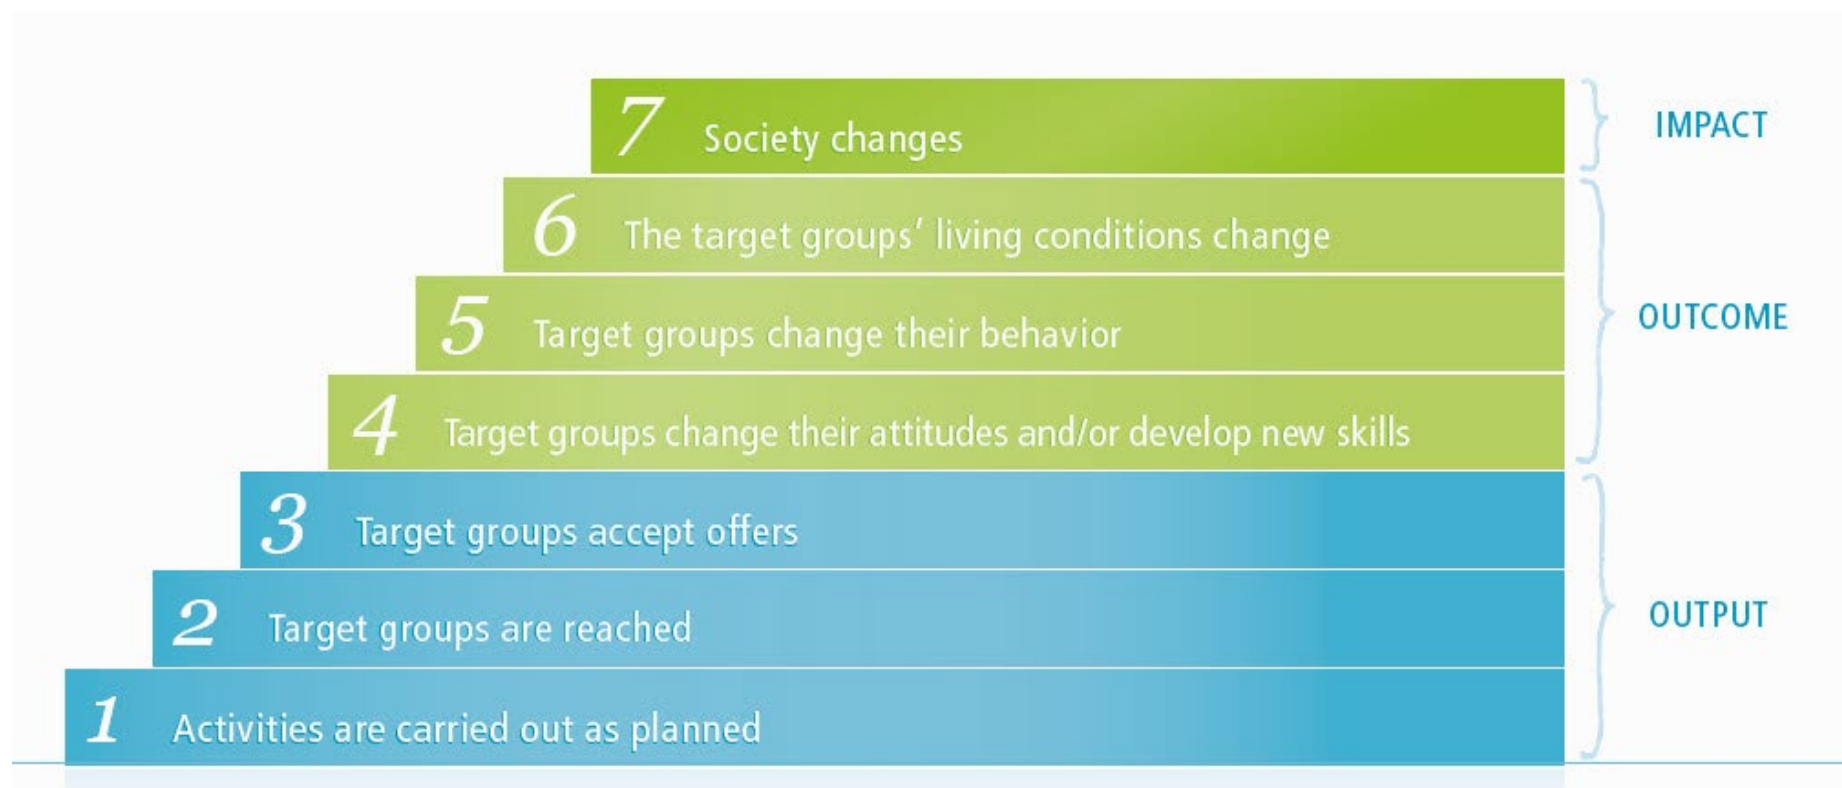 7 Society changes
IMPACT
6 The target groups’ living conditions change
5 Target groups change their behavior
OUTCOME
4 Target groups change their attitudes and/or develop new skills
3 Target groups accept offers
2 Target groups are reached
OUTPUT
1 Activities are carried out as planned